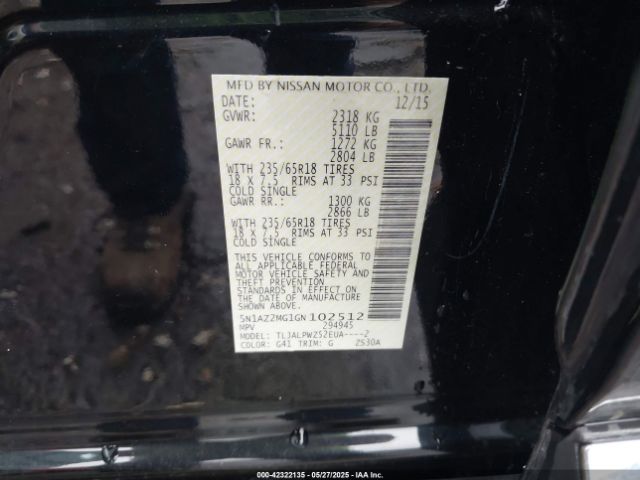 MFD BY NISSAN MOTOR CO., LTD.
DATE: 12/15
GVWR: 2318 KG
5110 LB
GAWR FR.: 1272 KG
2804 LB
WITH 235/65R18 TIRES
18 X 7.5 RIMS AT 33 PSI
COLD SINGLE
GAWR RR.: 1300 KG
2866 LB
WITH 235/65R18 TIRES
18 X 7.5 RIMS AT 33 PSI
COLD SINGLE
THIS VEHICLE CONFORMS TO
ALL APPLICABLE FEDERAL
MOTOR VEHICLE SAFETY AND
THEFT PREVENTION
STANDARDS IN EFFECT ON
THE DATE OF MANUFACTURE
SHOWN ABOVE.
5N1AZ2MG1GN102512
MPV 294945
MODEL: TLJALPWZ52EUA----2
COLOR: G41 TRIM: G ZS30A
000-42322135 - 05/27/2025 - IAA Inc.